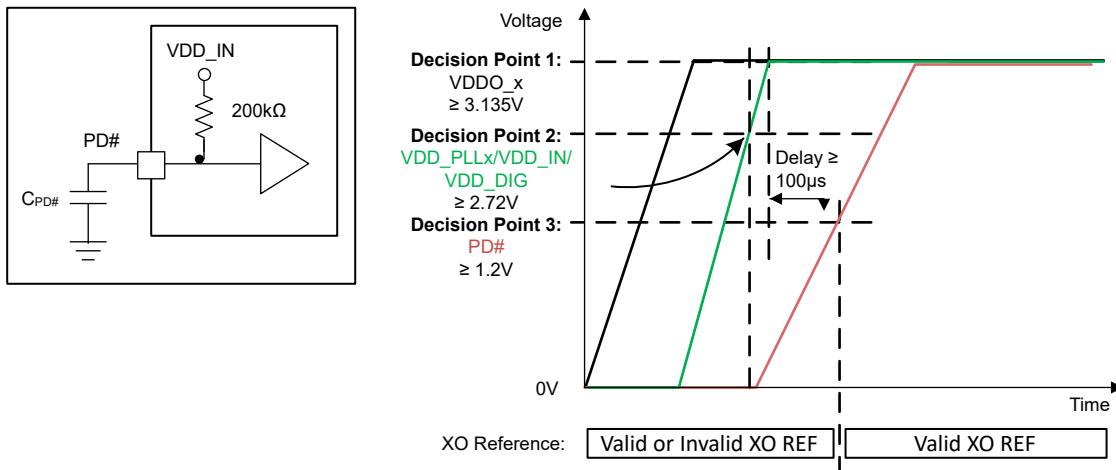 VDD_IN
200kΩ
PD#
CPD#
Voltage
Decision Point 1:
VDDO_x
≥ 3.135V
Decision Point 2:
VDD_PLLx/VDD_IN/
VDD_DIG
≥ 2.72V
Decision Point 3:
PD#
≥ 1.2V
Delay ≥
100µs
0V
Time
XO Reference:
Valid or Invalid XO REF
Valid XO REF